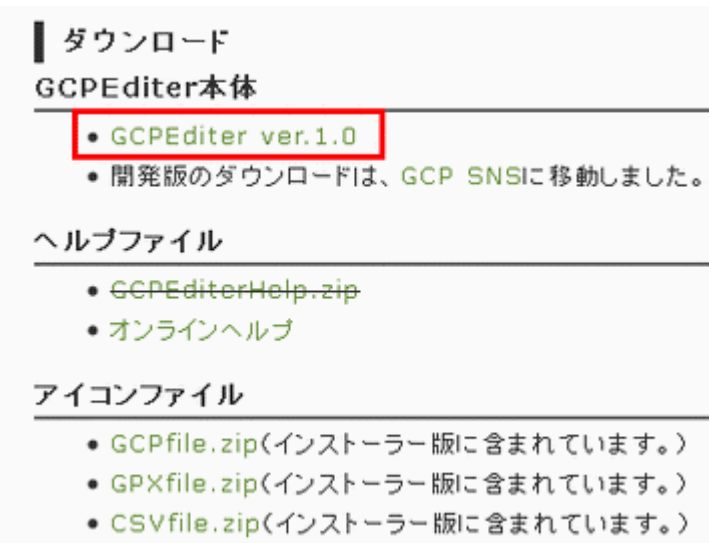 ダウンロード
GCPEditer本体
• GCPEditer ver.1.0
• 開発版のダウンロードは、GCP SNSに移動しました。
ヘルプファイル
• GCPEditerHelp.zip
• オンラインヘルプ
アイコンファイル
• GCPfile.zip(インストーラー版に含まれています。)
• GPXfile.zip(インストーラー版に含まれています。)
• CSVfile.zip(インストーラー版に含まれています。)